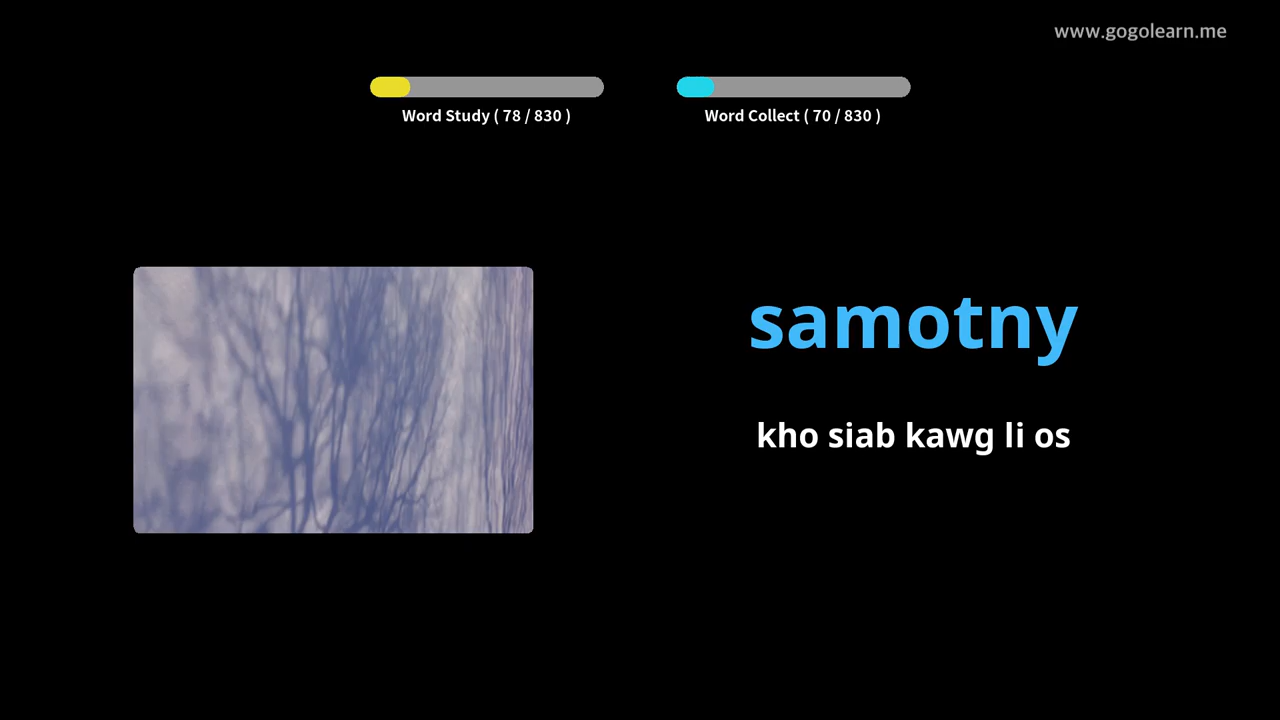 www.gogolearn.me
Word Study ( 78 / 830 )
Word Collect ( 70 / 830 )
samotny
kho siab kawg li os